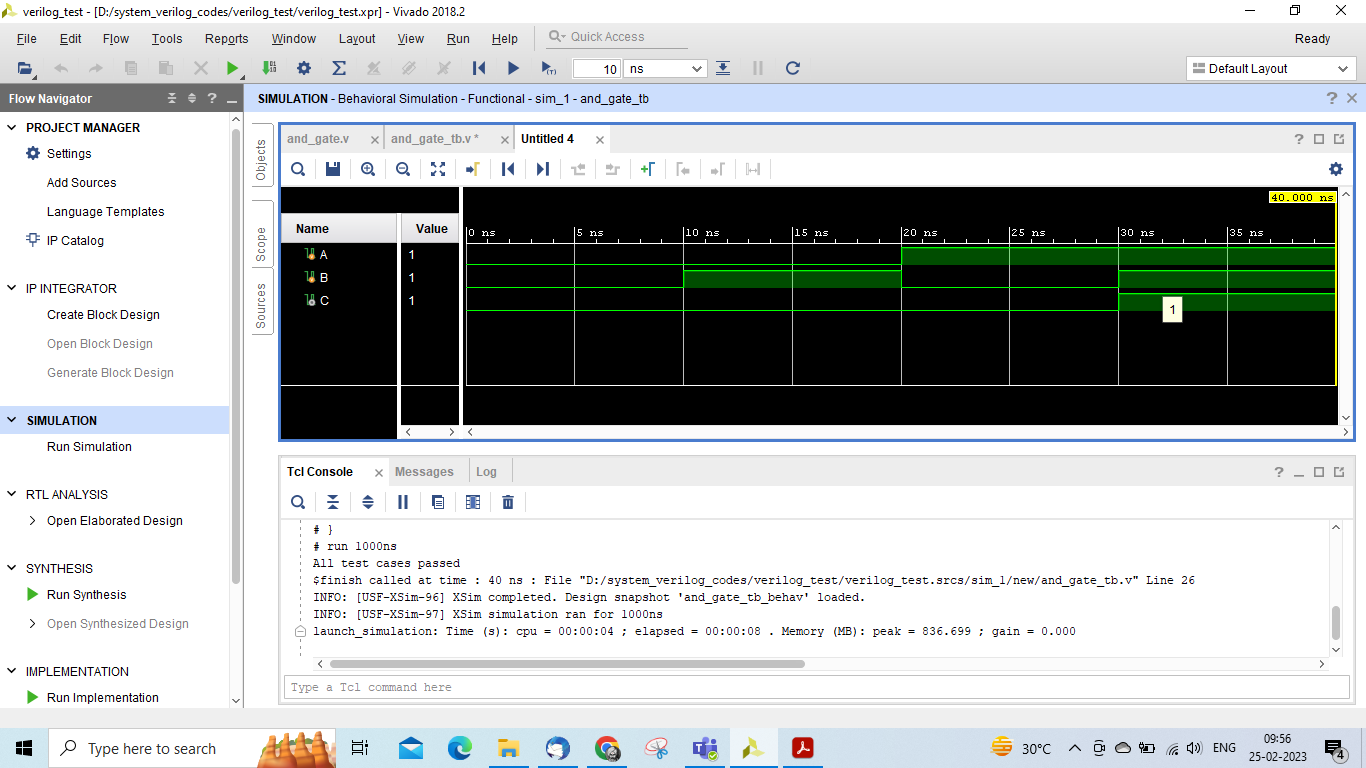 verilog_test - [D:/system_verilog_codes/verilog_test/verilog_test.xpr] - Vivado 2018.2
File Edit Flow Tools Reports Window Layout View Run Help Quick Access Ready
10 ns Default Layout
Flow Navigator
PROJECT MANAGER
Settings
Add Sources
Language Templates
IP Catalog
IP INTEGRATOR
Create Block Design
Open Block Design
Generate Block Design
SIMULATION
Run Simulation
RTL ANALYSIS
Open Elaborated Design
SYNTHESIS
Run Synthesis
Open Synthesized Design
IMPLEMENTATION
Run Implementation
SIMULATION - Behavioral Simulation - Functional - sim_1 - and_gate_tb
Objects
Scope
Sources
and_gate.v and_gate_tb.v * Untitled 4
40.000 ns
Name Value 0 ns 5 ns 10 ns 15 ns 20 ns 25 ns 30 ns 35 ns
A 1
B 1
C 1
1
Tcl Console Messages Log
# }
# run 1000ns
All test cases passed
$finish called at time : 40 ns : File "D:/system_verilog_codes/verilog_test/verilog_test.srcs/sim_1/new/and_gate_tb.v" Line 26
INFO: [USF-XSim-96] XSim completed. Design snapshot 'and_gate_tb_behav' loaded.
INFO: [USF-XSim-97] XSim simulation ran for 1000ns
launch_simulation: Time (s): cpu = 00:00:04 ; elapsed = 00:00:08 . Memory (MB): peak = 836.699 ; gain = 0.000
Type a Tcl command here
Type here to search
30°C ENG
09:56
25-02-2023
4